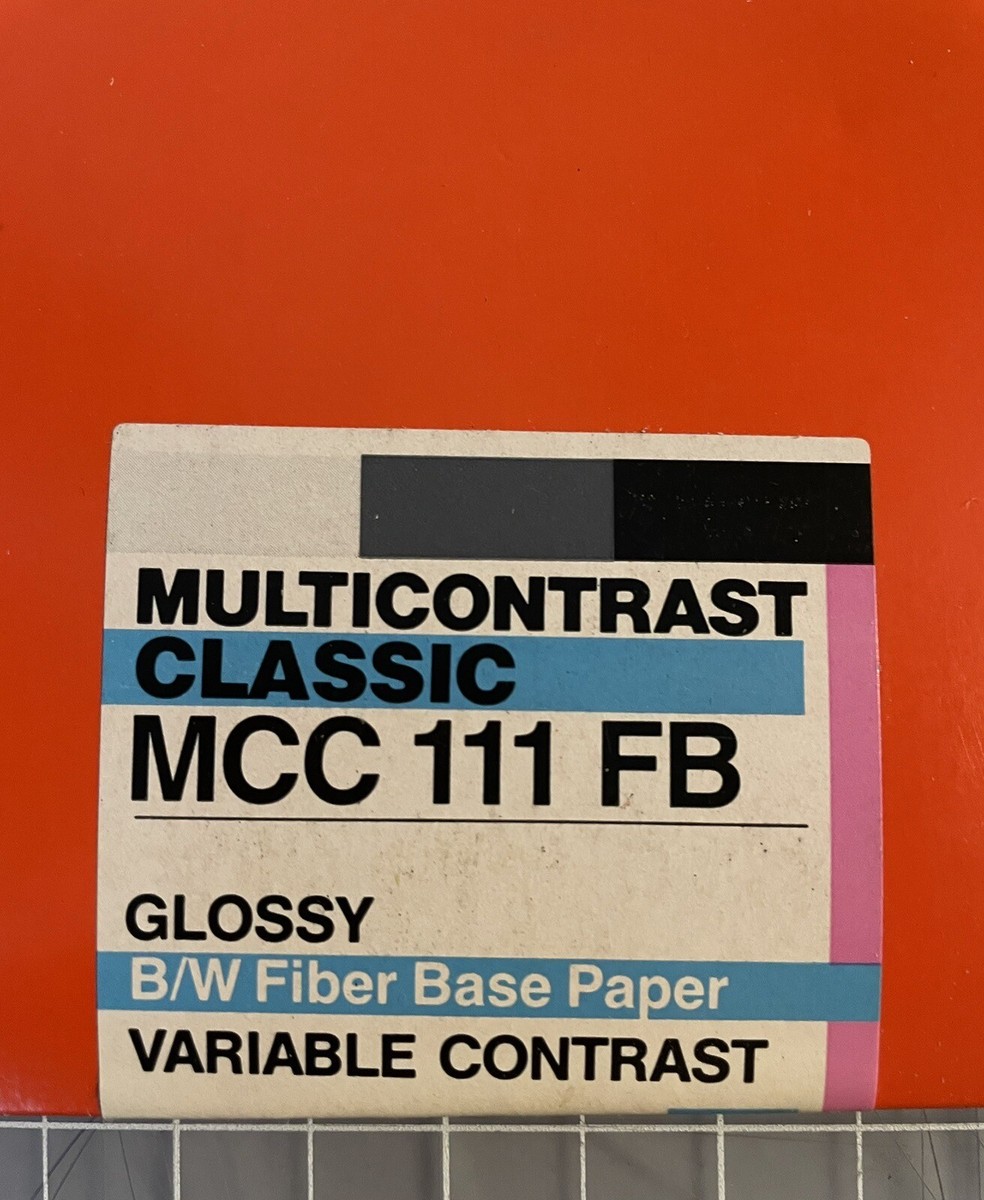 MULTICONTRAST
CLASSIC
MCC 111 FB
GLOSSY
B/W Fiber Base Paper
VARIABLE CONTRAST